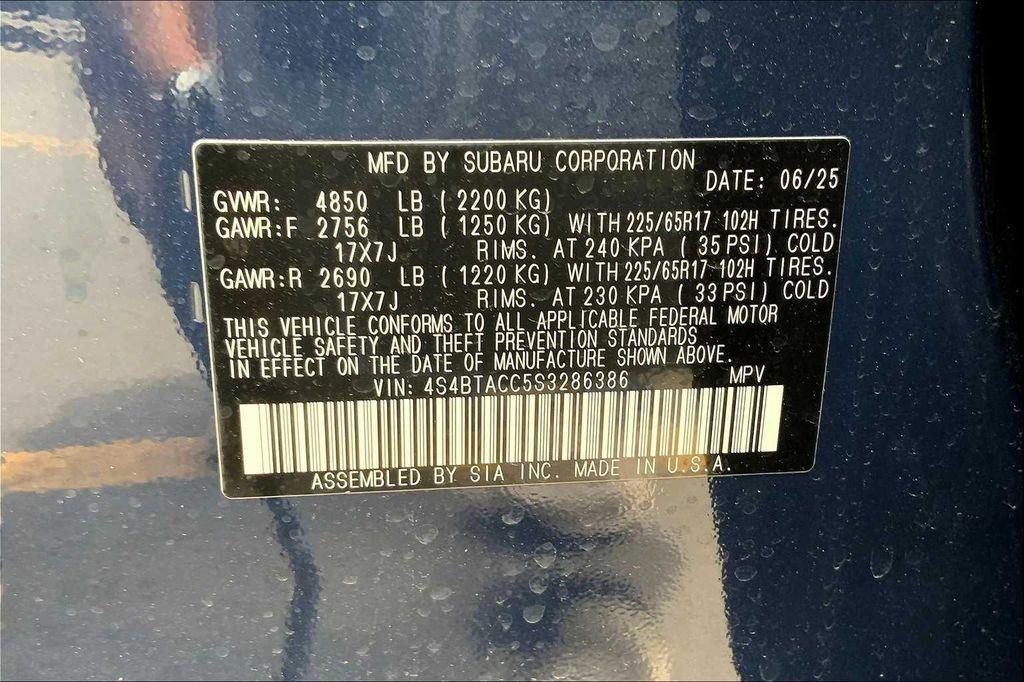 MFD BY SUBARU CORPORATION
DATE: 06/25
GVWR: 4850 LB (2200 KG)
GAWR:F 2756 LB (1250 KG) WITH 225/65R17 102H TIRES.
17X7J RIMS. AT 240 KPA (35 PSI) COLD
GAWR:R 2690 LB (1220 KG) WITH 225/65R17 102H TIRES.
17X7J RIMS. AT 230 KPA (33 PSI) COLD
THIS VEHICLE CONFORMS TO ALL APPLICABLE FEDERAL MOTOR
VEHICLE SAFETY AND THEFT PREVENTION STANDARDS
IN EFFECT ON THE DATE OF MANUFACTURE SHOWN ABOVE.
VIN: 4S4BTACC5S3286386 MPV
ASSEMBLED BY SIA INC. MADE IN U.S.A.